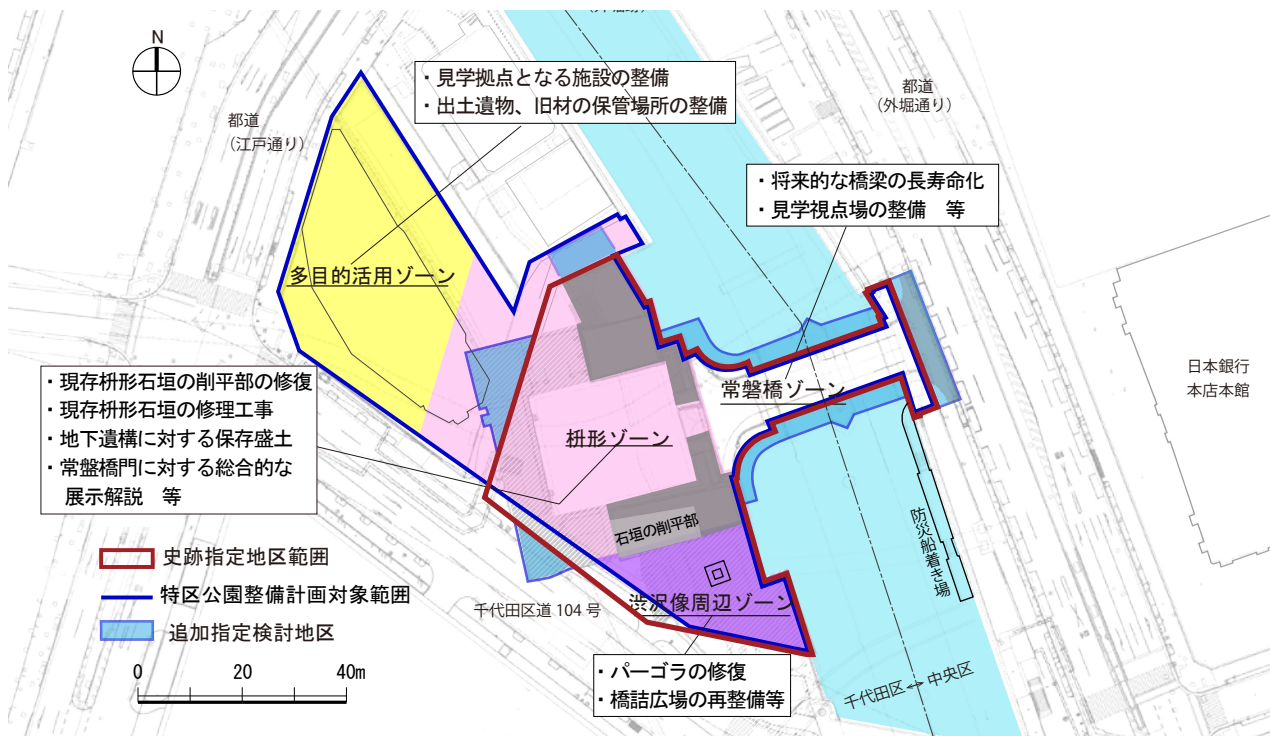 N
都道
（江戸通り）
・見学拠点となる施設の整備
・出土遺物、旧材の保管場所の整備
都道
（外堀通り）
・将来的な橋梁の長寿命化
・見学視点場の整備　等
多目的活用ゾーン
日本銀行
本店本館
・現存枡形石垣の削平部の修復
・現存枡形石垣の修理工事
・地下遺構に対する保存盛土
・常盤橋門に対する総合的な
展示解説　等
常磐橋ゾーン
枡形ゾーン
石垣の削平部
防災船着き場
史跡指定地区範囲
特区公園整備計画対象範囲
追加指定検討地区
千代田区道 104 号
渋沢像周辺ゾーン
0 20 40m
・パーゴラの修復
・橋詰広場の再整備等
千代田区↔中央区